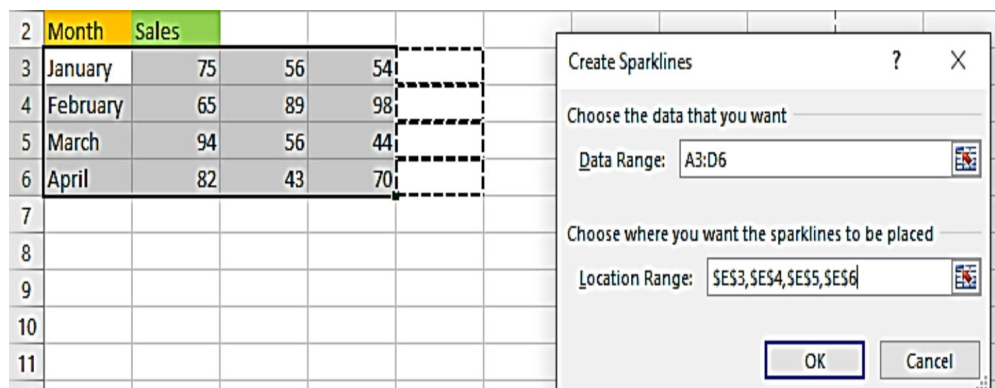 2 Month Sales
3 January 75 56 54
4 February 65 89 98
5 March 94 56 44
6 April 82 43 70
7
8
9
10
11
Create Sparklines ? X
Choose the data that you want
Data Range: A3:D6
Choose where you want the sparklines to be placed
Location Range: $E$3,$E$4,$E$5,$E$6
OK Cancel